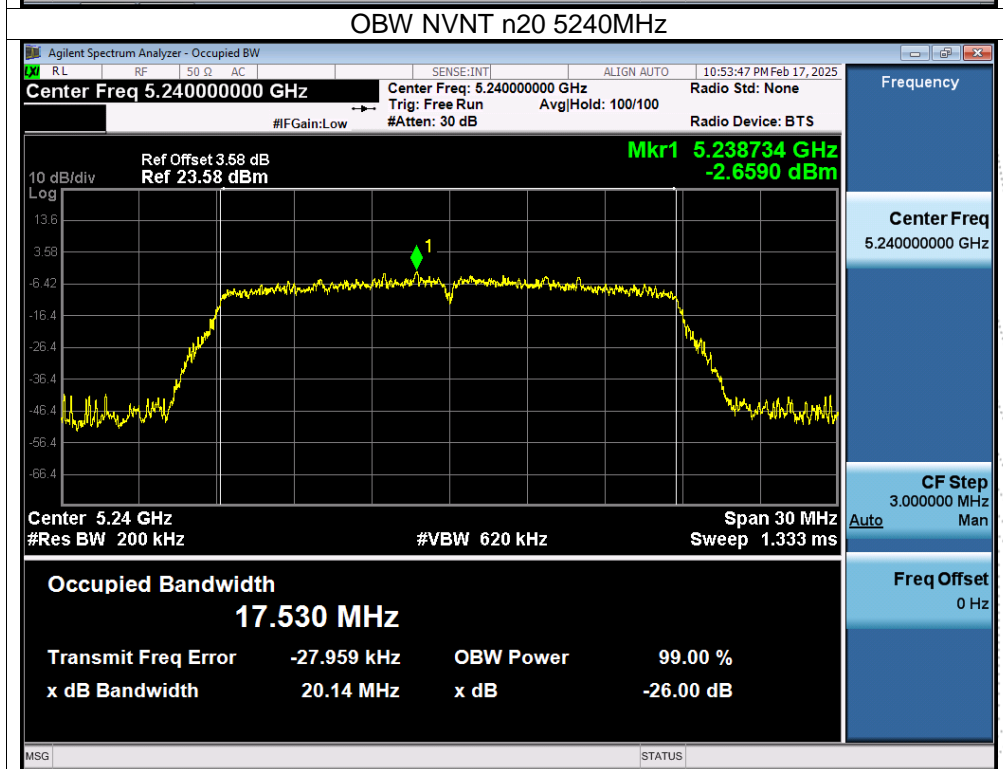 OBW NVNT n20 5240MHz
Agilent Spectrum Analyzer - Occupied BW
LXI RL RF 50 Ω AC SENSE:INT ALIGN AUTO 10:53:47 PM Feb 17, 2025
Center Freq 5.240000000 GHz Center Freq: 5.240000000 GHz Radio Std: None
Trig: Free Run Avg|Hold: 100/100
#IFGain:Low #Atten: 30 dB Radio Device: BTS
Frequency
Ref Offset 3.58 dB Mkr1 5.238734 GHz
10 dB/div Ref 23.58 dBm -2.6590 dBm
Log
13.6
3.58
-6.42
-16.4
-26.4
-36.4
-46.4
-56.4
-66.4
1
Center 5.24 GHz Span 30 MHz
#Res BW 200 kHz #VBW 620 kHz Sweep 1.333 ms
Center Freq
5.240000000 GHz
CF Step
3.000000 MHz
Auto Man
Freq Offset
0 Hz
Occupied Bandwidth
17.530 MHz
Transmit Freq Error -27.959 kHz OBW Power 99.00 %
x dB Bandwidth 20.14 MHz x dB -26.00 dB
MSG STATUS